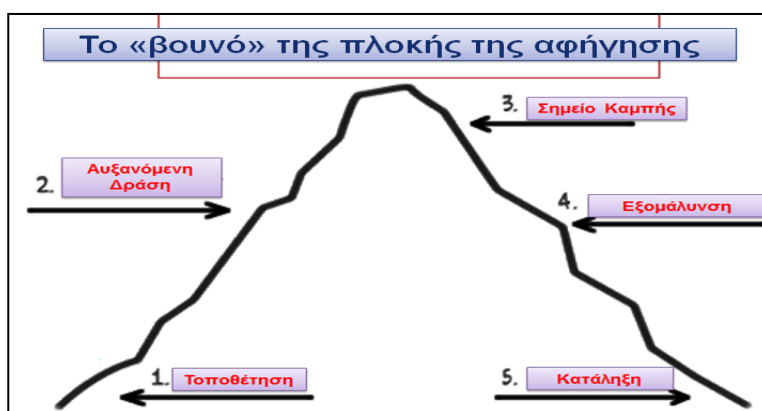 Το «βουνό» της πλοκής της αφήγησης
3. Σημείο Καμπής
2. Αυξανόμενη
Δράση
4. Εξομάλυνση
1. Τοποθέτηση
5. Κατάληξη